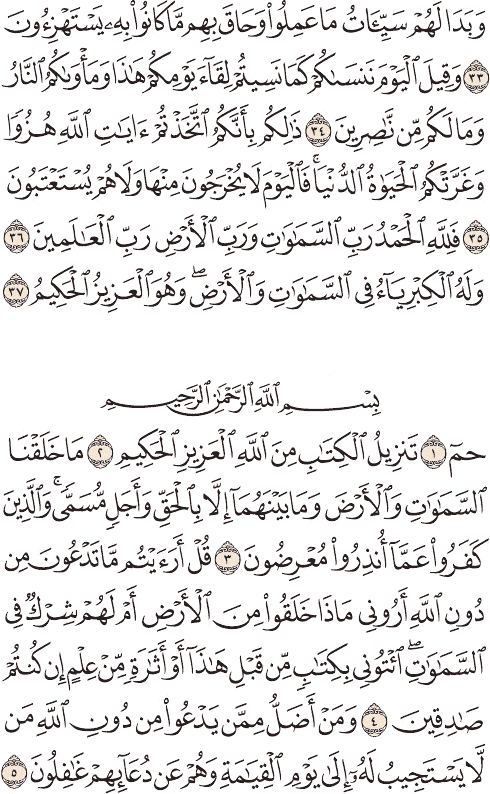 وَبَدَا لَهُمْ سَيِّـَٔاتُ مَا عَمِلُوا۟ وَحَاقَ بِهِم مَّا كَانُوا۟ بِهِۦ يَسْتَهْزِءُونَ
٣٣ وَقِيلَ ٱلْيَوْمَ نَنسَىٰكُمْ كَمَا نَسِيتُمْ لِقَآءَ يَوْمِكُمْ هَٰذَا وَمَأْوَىٰكُمُ ٱلنَّارُ
وَمَا لَكُم مِّن نَّٰصِرِينَ ٣٤ ذَٰلِكُم بِأَنَّكُمُ ٱتَّخَذْتُمْ ءَايَٰتِ ٱللَّهِ هُزُوًا
وَغَرَّتْكُمُ ٱلْحَيَوٰةُ ٱلدُّنْيَا ۚ فَٱلْيَوْمَ لَا يُخْرَجُونَ مِنْهَا وَلَا هُمْ يُسْتَعْتَبُونَ
٣٥ فَلِلَّهِ ٱلْحَمْدُ رَبِّ ٱلسَّمَٰوَٰتِ وَرَبِّ ٱلْأَرْضِ رَبِّ ٱلْعَٰلَمِينَ ٣٦
وَلَهُ ٱلْكِبْرِيَآءُ فِى ٱلسَّمَٰوَٰتِ وَٱلْأَرْضِ ۖ وَهُوَ ٱلْعَزِيزُ ٱلْحَكِيمُ ٣٧
بِسْمِ ٱللَّهِ ٱلرَّحْمَٰنِ ٱلرَّحِيمِ
حمٓ ١ تَنزِيلُ ٱلْكِتَٰبِ مِنَ ٱللَّهِ ٱلْعَزِيزِ ٱلْحَكِيمِ ٢ مَا خَلَقْنَا
ٱلسَّمَٰوَٰتِ وَٱلْأَرْضَ وَمَا بَيْنَهُمَآ إِلَّا بِٱلْحَقِّ وَأَجَلٍ مُّسَمًّى ۚ وَٱلَّذِينَ
كَفَرُوا۟ عَمَّآ أُنذِرُوا۟ مُعْرِضُونَ ٣ قُلْ أَرَءَيْتُم مَّا تَدْعُونَ مِن
دُونِ ٱللَّهِ أَرُونِى مَاذَا خَلَقُوا۟ مِنَ ٱلْأَرْضِ أَمْ لَهُمْ شِرْكٌ فِى
ٱلسَّمَٰوَٰتِ ۖ ٱئْتُونِى بِكِتَٰبٍ مِّن قَبْلِ هَٰذَآ أَوْ أَثَٰرَةٍ مِّنْ عِلْمٍ إِن كُنتُمْ
صَٰدِقِينَ ٤ وَمَنْ أَضَلُّ مِمَّن يَدْعُوا۟ مِن دُونِ ٱللَّهِ مَن
لَّا يَسْتَجِيبُ لَهُۥٓ إِلَىٰ يَوْمِ ٱلْقِيَٰمَةِ وَهُمْ عَن دُعَآئِهِمْ غَٰفِلُونَ ٥